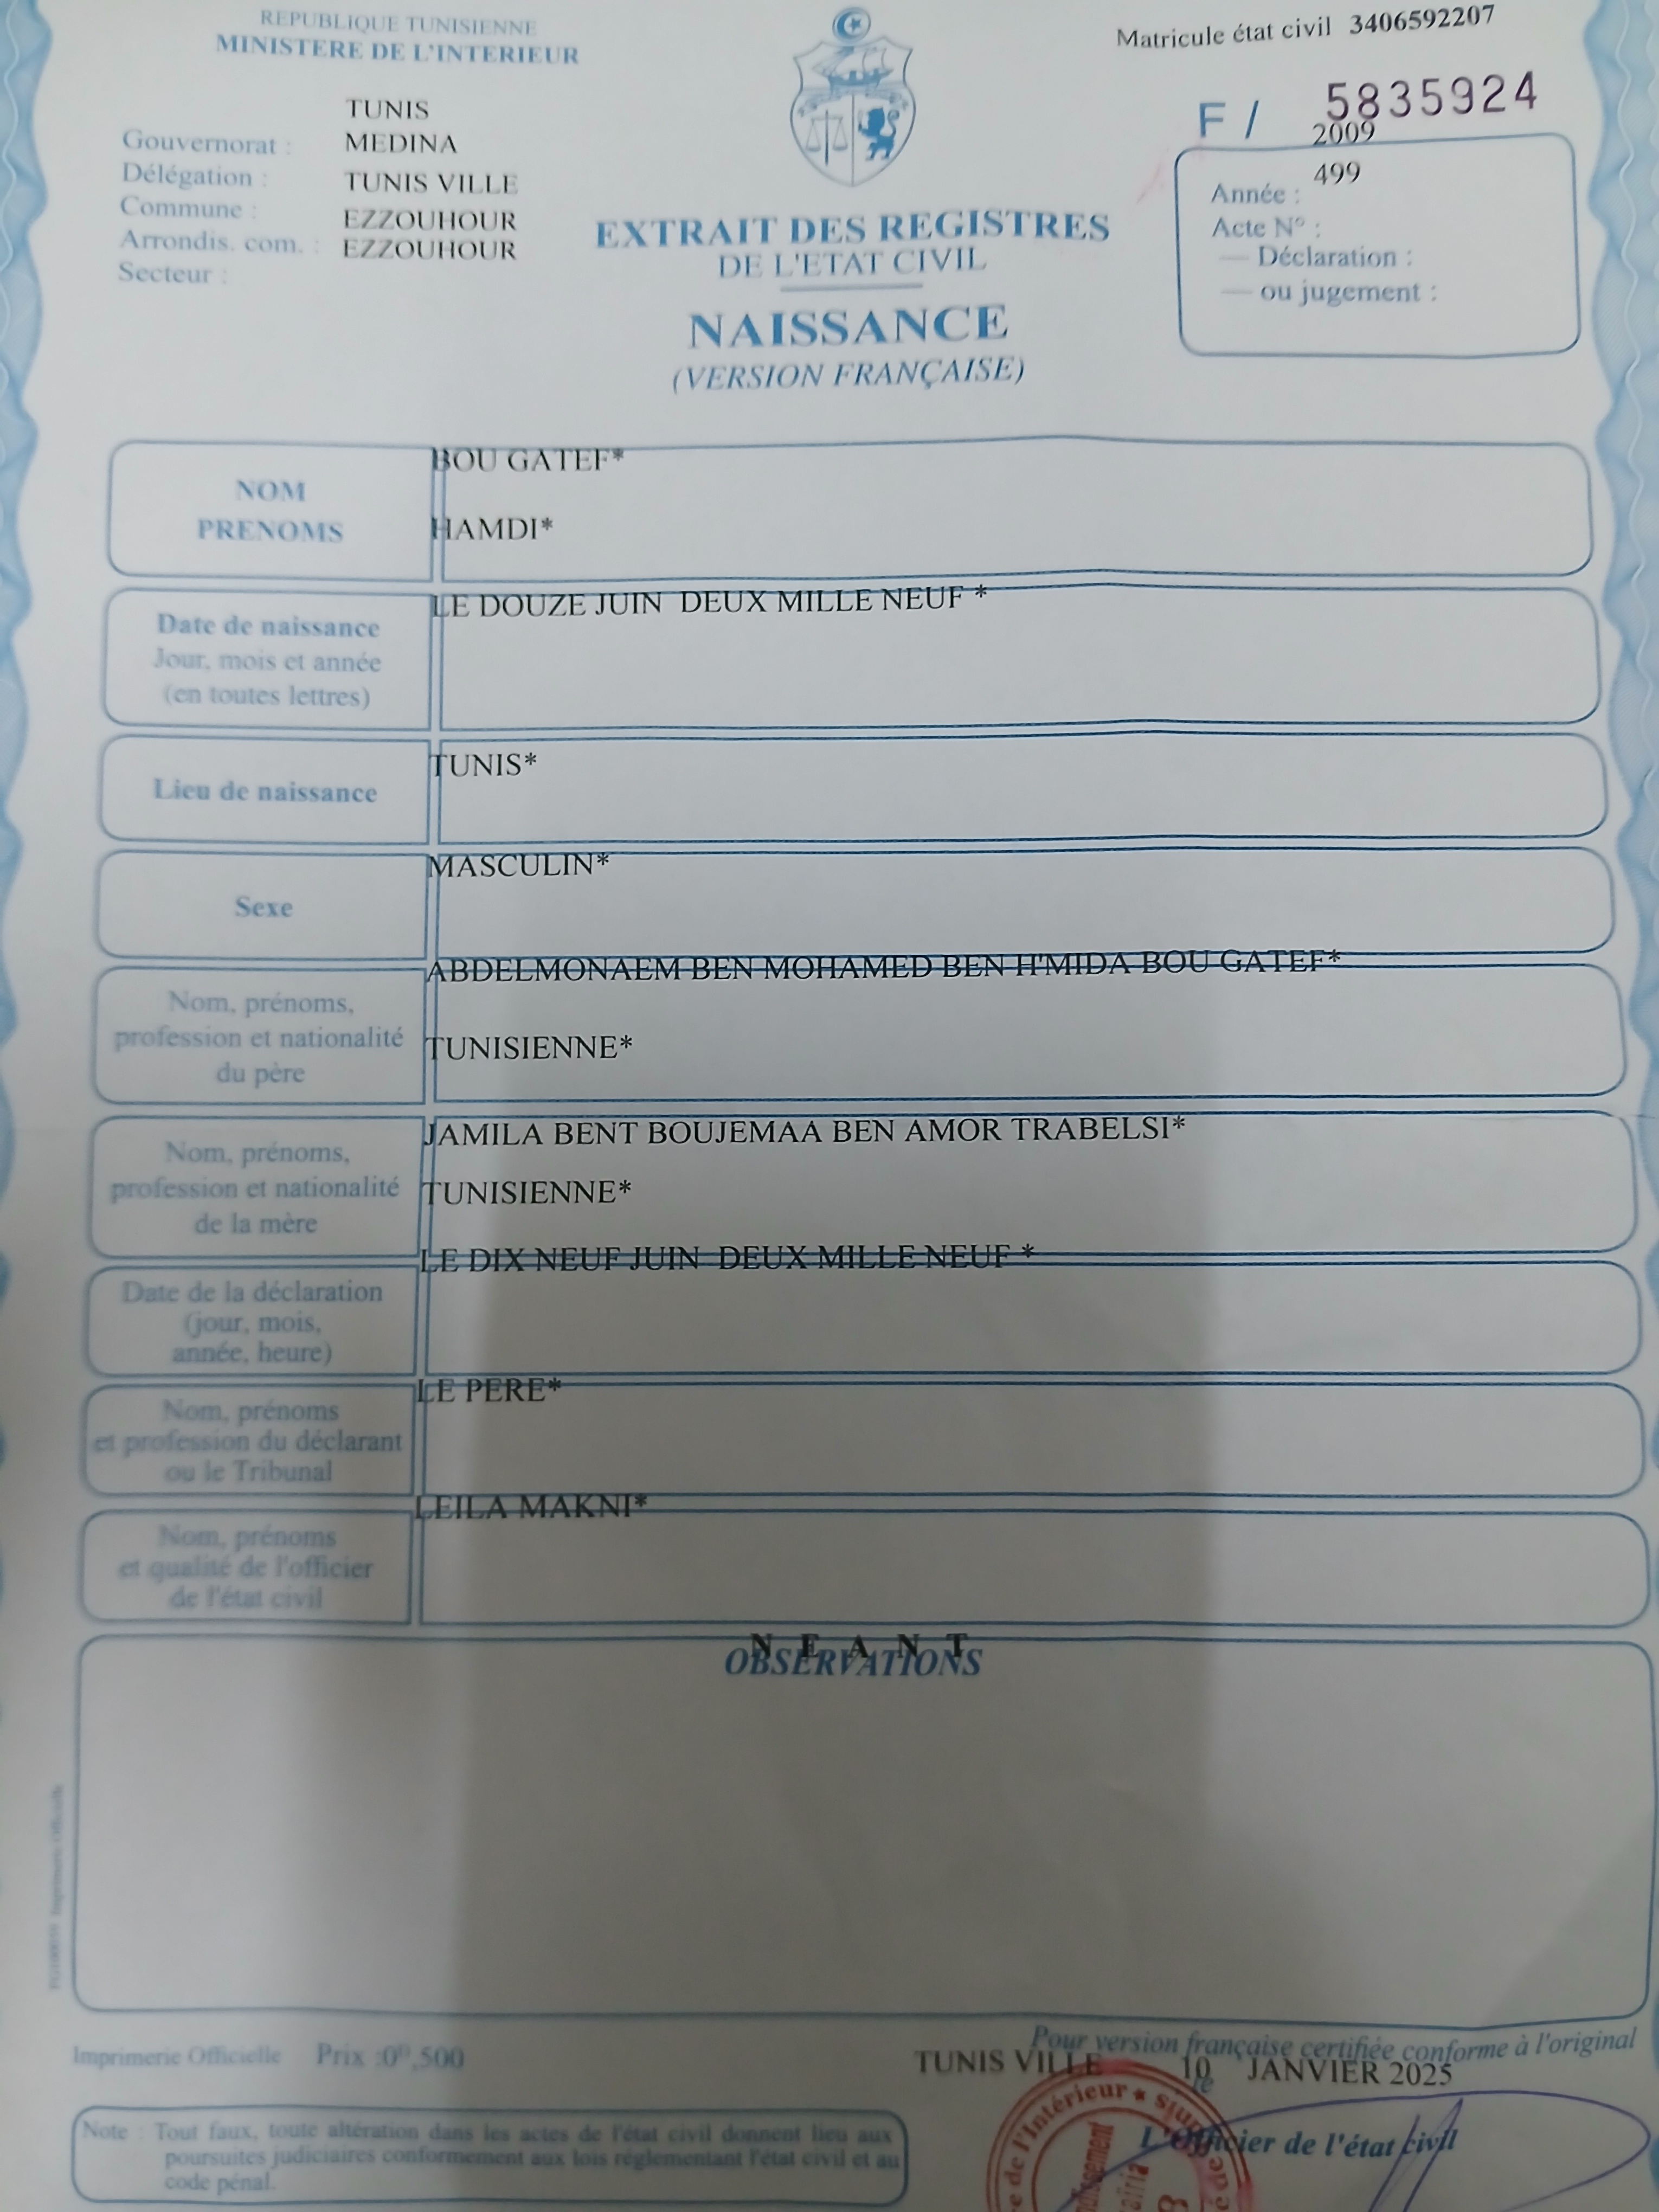 REPUBLIQUE TUNISIENNE
MINISTERE DE L'INTERIEUR
Matricule état civil 3406592207
F / 5835924
TUNIS
Gouvernorat : MEDINA
Délégation : TUNIS VILLE
Commune : EZZOUHOUR
Arrondis. com. : EZZOUHOUR
Secteur :
2009
499
Année :
Acte N° :
— Déclaration :
— ou jugement :
EXTRAIT DES REGISTRES
DE L'ETAT CIVIL
NAISSANCE
(VERSION FRANÇAISE)
BOU GATEF*
NOM
PRENOMS
HAMDI*
LE DOUZE JUIN DEUX MILLE NEUF *
Date de naissance
Jour, mois et année
(en toutes lettres)
TUNIS*
Lieu de naissance
MASCULIN*
Sexe
ABDELMONAEM BEN MOHAMED BEN H'MIDA BOU GATEF*
Nom, prénoms,
profession et nationalité
du père
TUNISIENNE*
JAMILA BENT BOUJEMAA BEN AMOR TRABELSI*
Nom, prénoms,
profession et nationalité
de la mère
TUNISIENNE*
LE DIX NEUF JUIN DEUX MILLE NEUF *
Date de la déclaration
(jour, mois,
année, heure)
LE PERE*
Nom, prénoms
et profession du déclarant
ou le Tribunal
LEILA MAKNI*
Nom, prénoms
et qualité de l'officier
de l'état civil
N E A N T
OBSERVATIONS
Imprimerie Officielle
Imprimerie Officielle Prix :0ᴰ,500
Pour version française certifiée conforme à l'original
TUNIS VILLE le 10 JANVIER 2025
L'Officier de l'état civil
Note : Tout faux, toute altération dans les actes de l'état civil donnent lieu aux
poursuites judiciaires conformement aux lois réglementant l'état civil et au
code pénal.
de l'Intérieur *